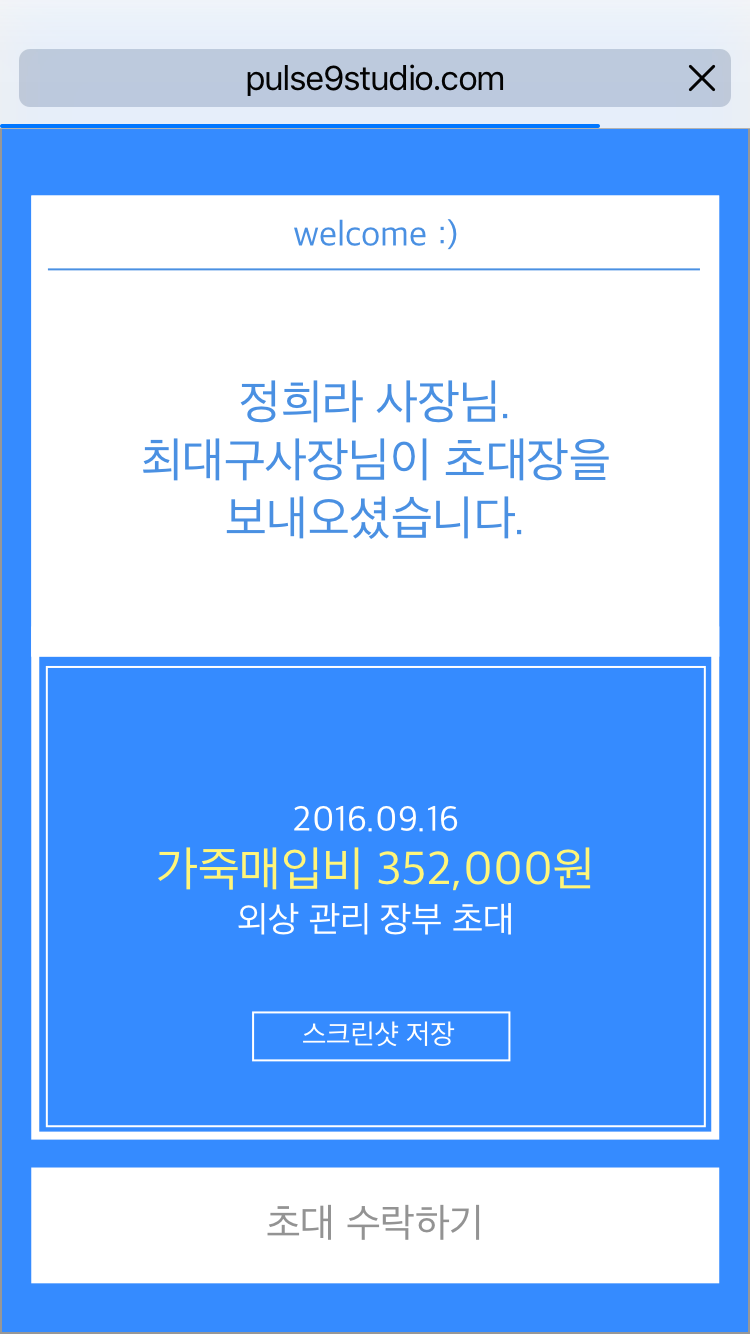 pulse9studio.com
welcome :)
정희라 사장님.
최대구사장님이 초대장을
보내오셨습니다.
2016.09.16
가죽매입비 352,000원
외상 관리 장부 초대
스크린샷 저장
초대 수락하기